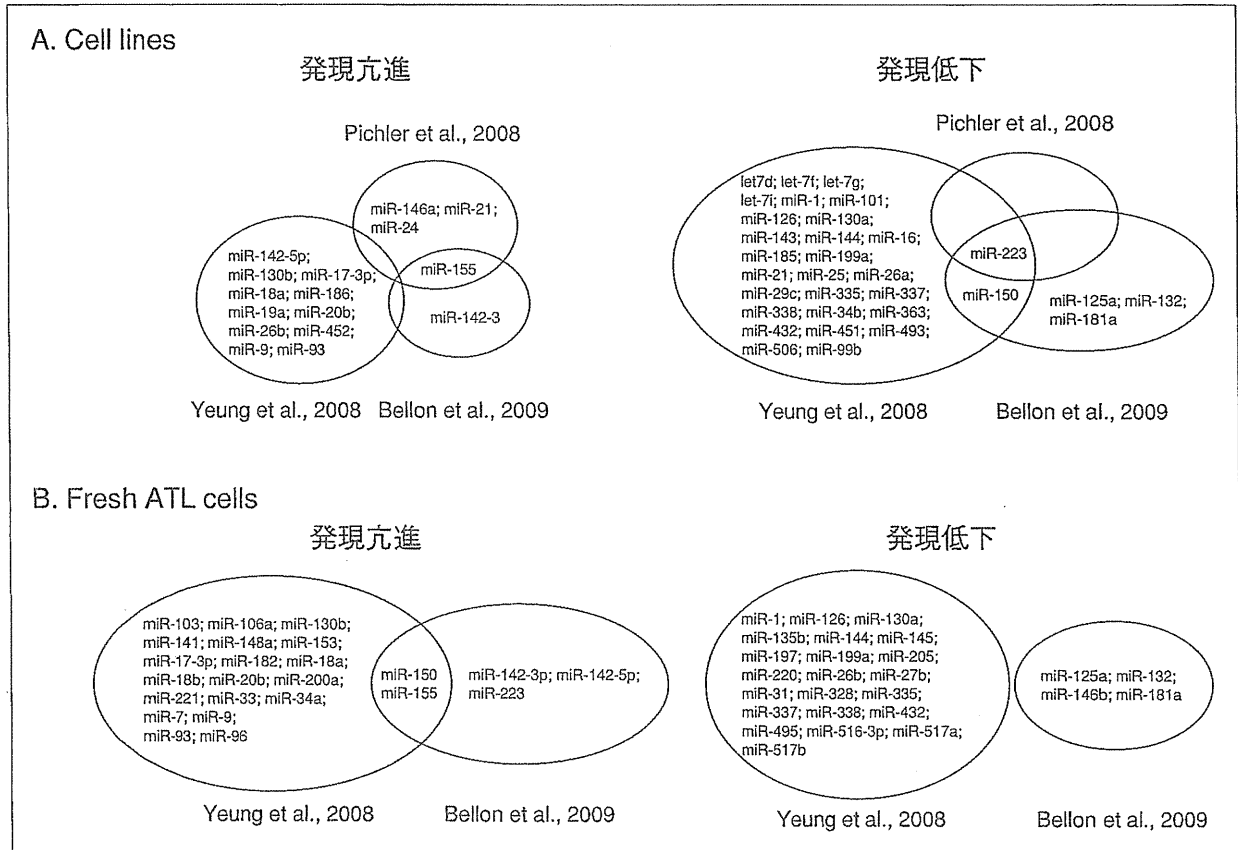 A. Cell lines
発現亢進
Pichler et al., 2008
miR-146a; miR-21;
miR-24
miR-142-5p;
miR-130b; miR-17-3p;
miR-18a; miR-186;
miR-19a; miR-20b;
miR-26b; miR-452;
miR-9; miR-93
miR-155
miR-142-3
Yeung et al., 2008
Bellon et al., 2009
発現低下
Pichler et al., 2008
let7d; let-7f; let-7g;
let-7i; miR-1; miR-101;
miR-126; miR-130a;
miR-143; miR-144; miR-16;
miR-185; miR-199a;
miR-21; miR-25; miR-26a;
miR-29c; miR-335; miR-337;
miR-338; miR-34b; miR-363;
miR-432; miR-451; miR-493;
miR-506; miR-99b
miR-223
miR-150
miR-125a; miR-132;
miR-181a
Yeung et al., 2008
Bellon et al., 2009
B. Fresh ATL cells
発現亢進
miR-103; miR-106a; miR-130b;
miR-141; miR-148a; miR-153;
miR-17-3p; miR-182; miR-18a;
miR-18b; miR-20b; miR-200a;
miR-221; miR-33; miR-34a;
miR-7; miR-9;
miR-93; miR-96
miR-150
miR-155
miR-142-3p; miR-142-5p;
miR-223
Yeung et al., 2008
Bellon et al., 2009
発現低下
miR-1; miR-126; miR-130a;
miR-135b; miR-144; miR-145;
miR-197; miR-199a; miR-205;
miR-220; miR-26b; miR-27b;
miR-31; miR-328; miR-335;
miR-337; miR-338; miR-432;
miR-495; miR-516-3p; miR-517a;
miR-517b
miR-125a; miR-132;
miR-146b; miR-181a
Yeung et al., 2008
Bellon et al., 2009